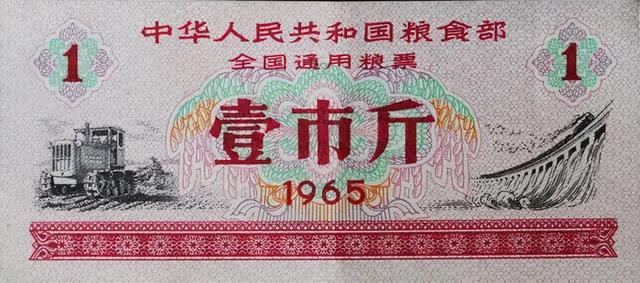 中华人民共和国粮食部
全国通用粮票
1 壹市斤 1
1965